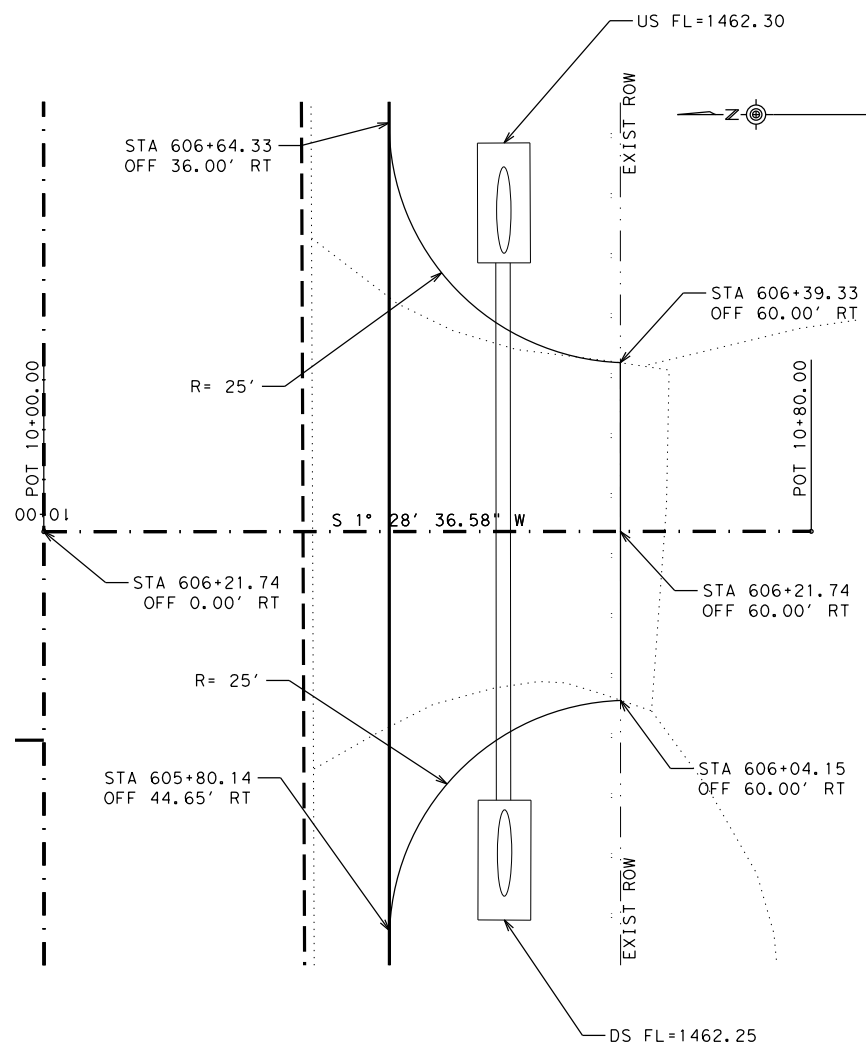 US FL=1462.30
EXIST ROW
N
STA 606+64.33
OFF 36.00' RT
STA 606+39.33
OFF 60.00' RT
R= 25'
POT 10+00.00
POT 10+80.00
10+00
S 1° 28' 36.58" W
STA 606+21.74
OFF 0.00' RT
STA 606+21.74
OFF 60.00' RT
R= 25'
STA 605+80.14
OFF 44.65' RT
STA 606+04.15
OFF 60.00' RT
EXIST ROW
DS FL=1462.25